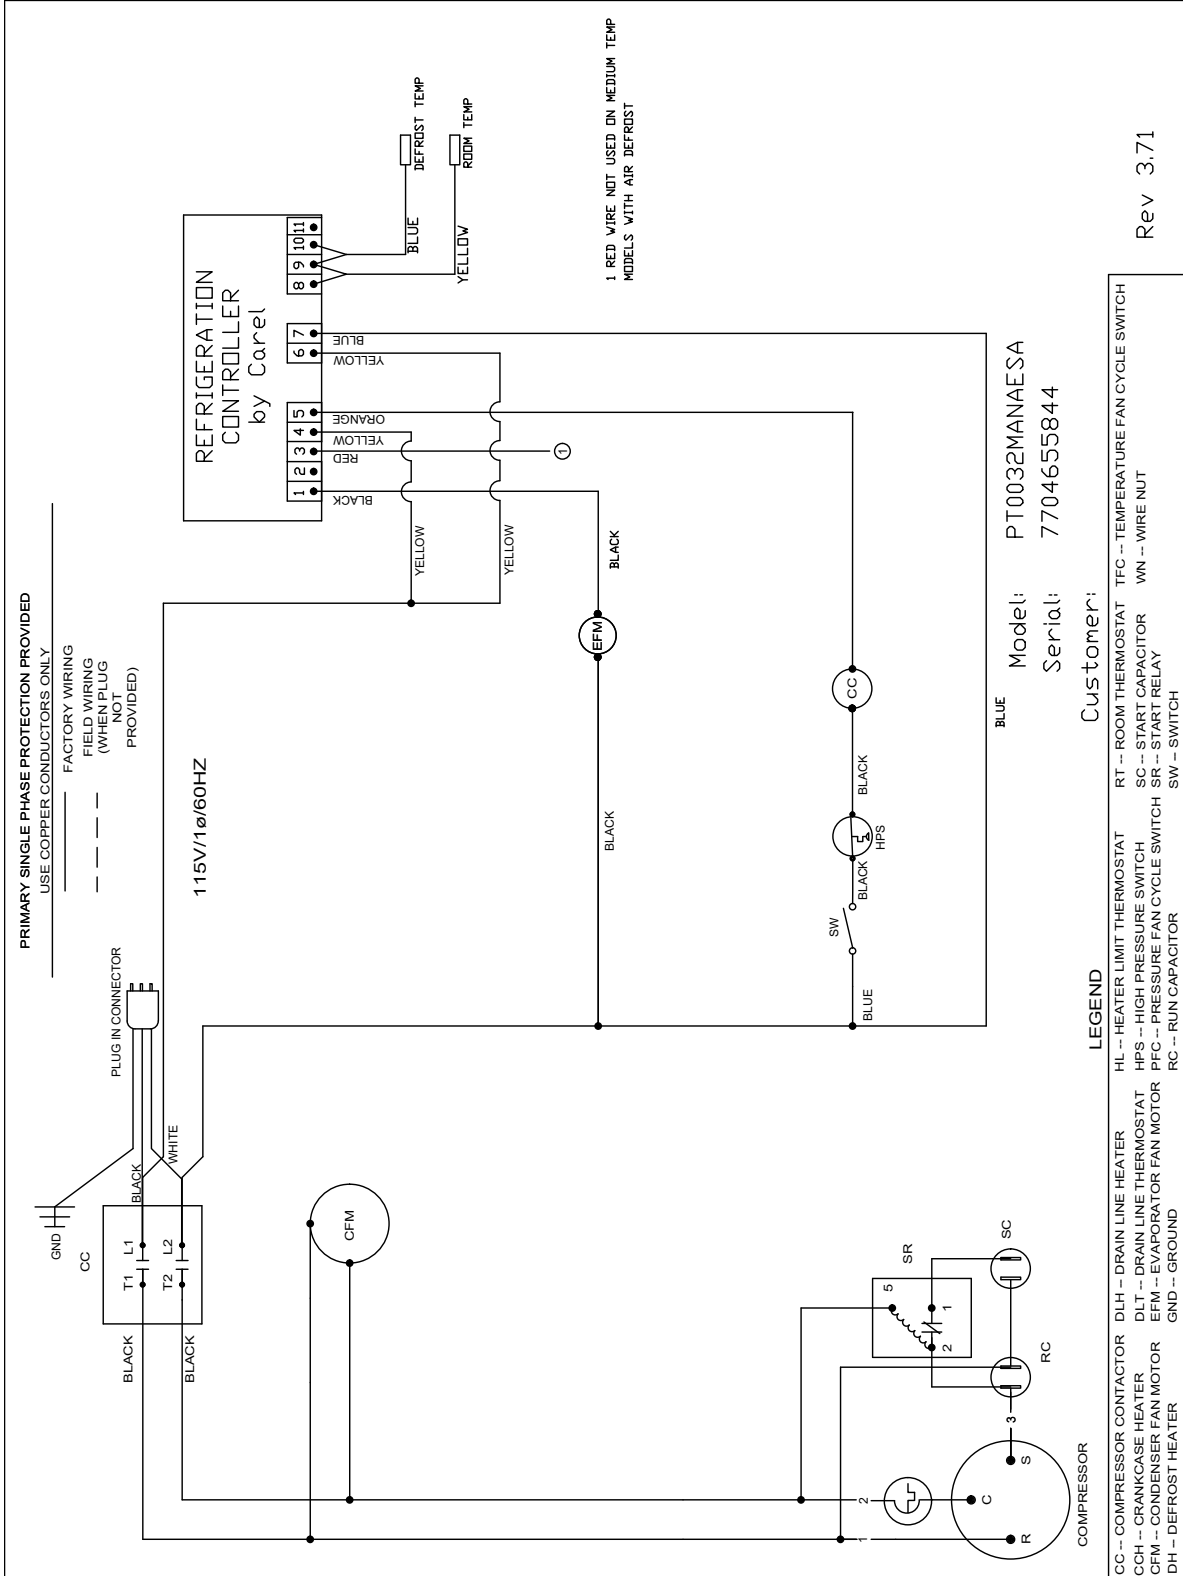 PRIMARY SINGLE PHASE PROTECTION PROVIDED
USE COPPER CONDUCTORS ONLY
FACTORY WIRING
FIELD WIRING
(WHEN PLUG
NOT
PROVIDED)
115V/1ø/60HZ
PLUG IN CONNECTOR
GND
BLACK
WHITE
CC
T1 L1
T2 L2
BLACK
BLACK
CFM
REFRIGERATION
CONTROLLER
by Carel
1 2 3 4 5 6 7 8 9 10 11
BLACK
RED
YELLOW
ORANGE
YELLOW
BLUE
YELLOW
YELLOW
BLUE
YELLOW
DEFROST TEMP
ROOM TEMP
1
1 RED WIRE NOT USED ON MEDIUM TEMP
MODELS WITH AIR DEFROST
BLACK
EFM
BLACK
BLUE
SW
BLACK
HPS
BLACK
CC
BLUE
SR
5
2 1
SC
RC
1
2
3
R C S
COMPRESSOR
Model: PT0032MANAESA
Serial: 7704655844
Customer:
Rev 3.71
LEGEND
CC -- COMPRESSOR CONTACTOR
CCH -- CRANKCASE HEATER
CFM -- CONDENSER FAN MOTOR
DH – DEFROST HEATER
DLH – DRAIN LINE HEATER
DLT -- DRAIN LINE THERMOSTAT
EFM -- EVAPORATOR FAN MOTOR
GND -- GROUND
HL -- HEATER LIMIT THERMOSTAT
HPS -- HIGH PRESSURE SWITCH
PFC -- PRESSURE FAN CYCLE SWITCH
RC -- RUN CAPACITOR
RT -- ROOM THERMOSTAT
SC -- START CAPACITOR
SR -- START RELAY
SW – SWITCH
TFC -- TEMPERATURE FAN CYCLE SWITCH
WN -- WIRE NUT